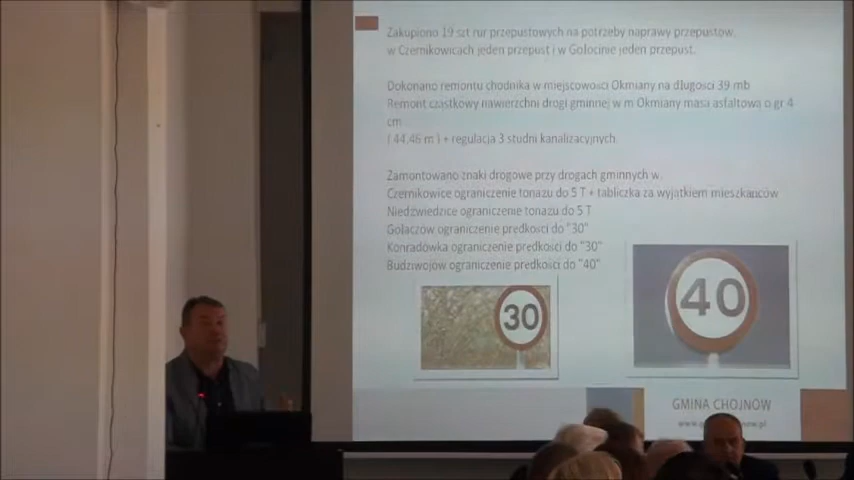 Zakupiono 19 szt rur przepustowych na potrzeby naprawy przepustów.
w Czernikowicach jeden przepust i w Gołocinie jeden przepust.
Dokonano remontu chodnika w miejscowości Okmiany na długości 39 mb
Remont cząstkowy nawierzchni drogi gminnej w m Okmiany masa asfaltowa o gr 4
cm
( 44,46 m ) + regulacja 3 studni kanalizacyjnych.
Zamontowano znaki drogowe przy drogach gminnych w.
Czernikowice ograniczenie tonażu do 5 T + tabliczka za wyjątkiem mieszkańców
Niedzwiedzice ograniczenie tonażu do 5 T
Gołaczów ograniczenie prędkości do "30"
Konradówka ograniczenie prędkości do "30"
Budziwojów ograniczenie prędkości do "40"
30
40
GMINA CHOJNÓW